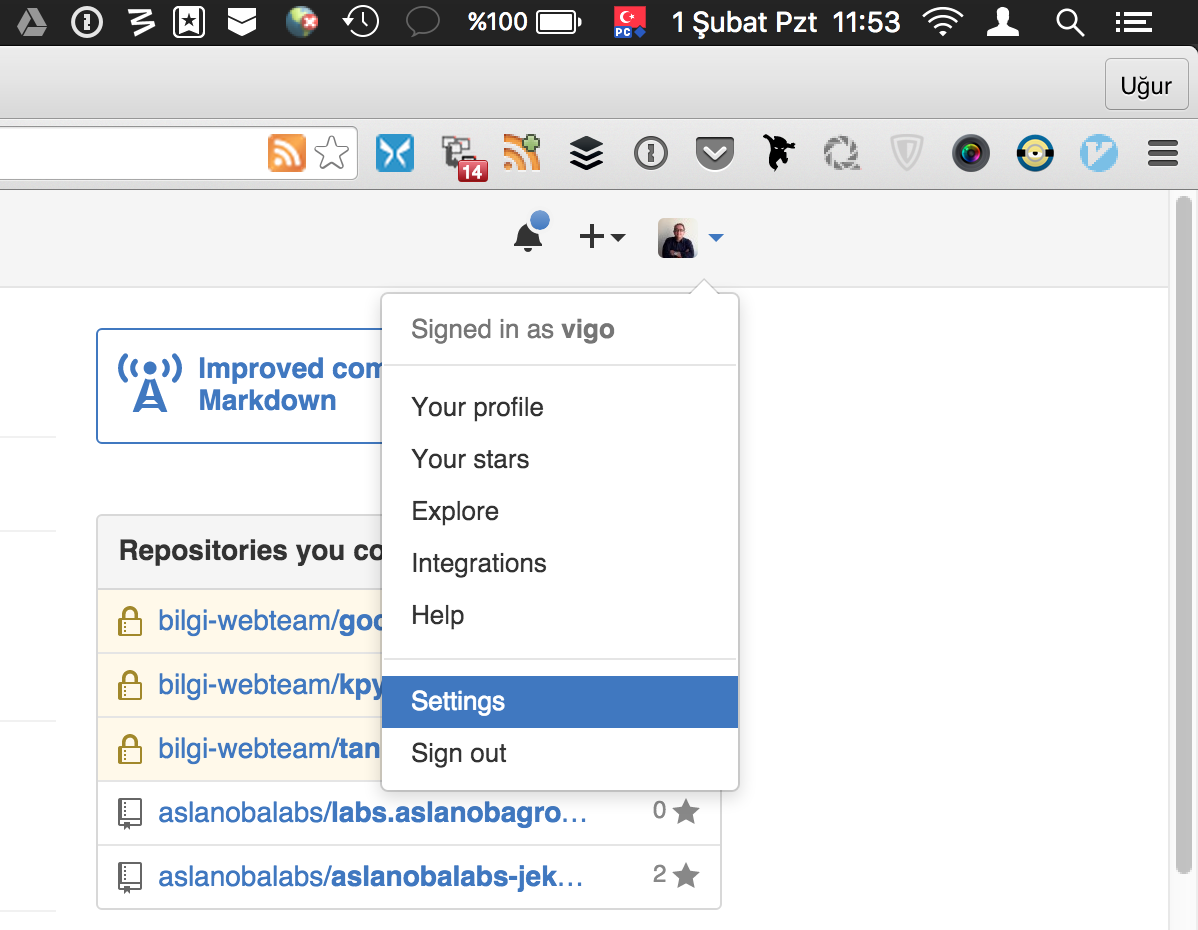 %100 PC 1 Şubat Pzt 11:53
Uğur
14
Signed in as vigo
Improved com
Markdown
Your profile
Your stars
Explore
Integrations
Help
Settings
Sign out
Repositories you co
bilgi-webteam/goo
bilgi-webteam/kpy
bilgi-webteam/tan
aslanobalabs/labs.aslanobagro… 0
aslanobalabs/aslanobalabs-jek… 2